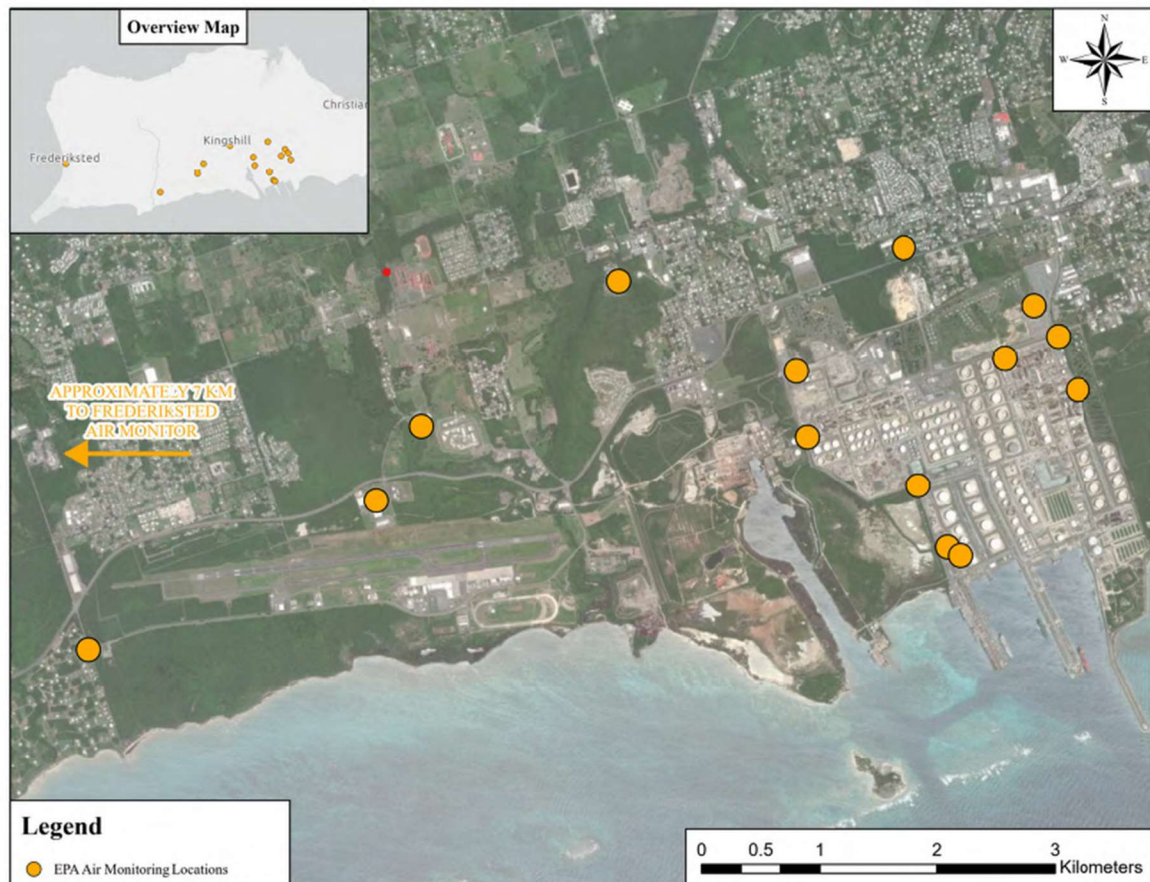 Overview Map
N
W E
S
Christian
Kingshill
Frederiksted
APPROXIMATELY 7 KM
TO FREDERIKSTED
AIR MONITOR
Legend
EPA Air Monitoring Locations
0 0.5 1 2 3
Kilometers